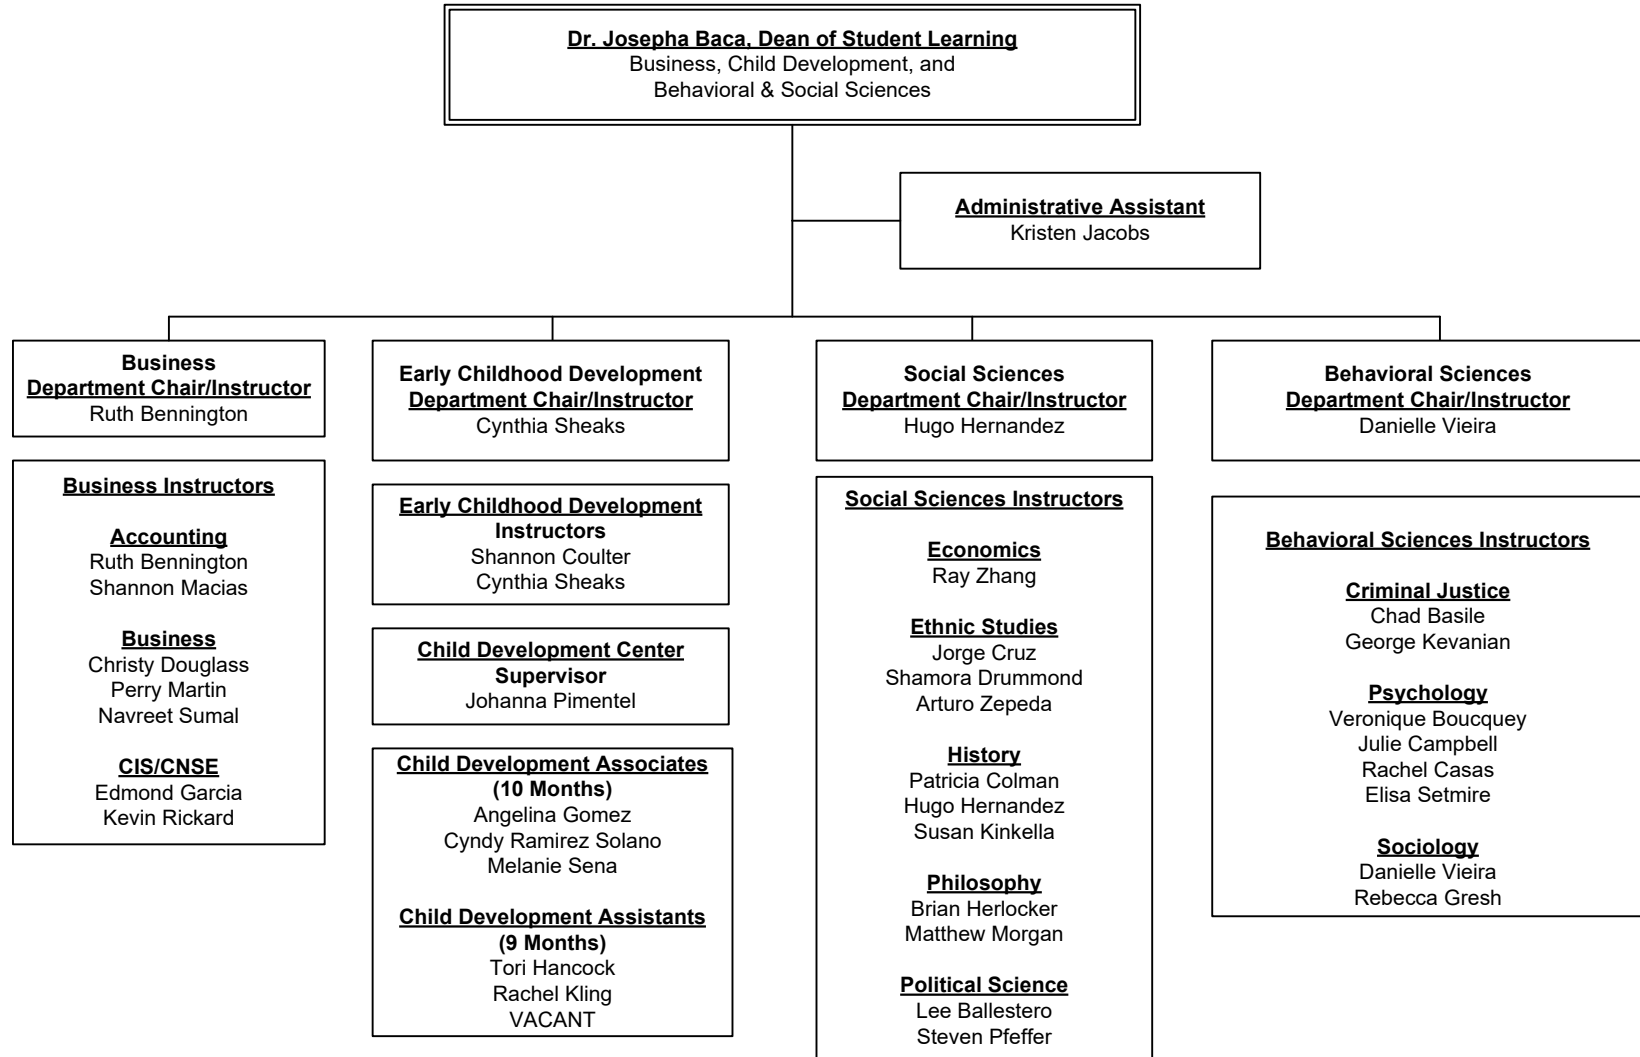 Dr. Josepha Baca, Dean of Student Learning
Business, Child Development, and
Behavioral & Social Sciences
Administrative Assistant
Kristen Jacobs
Business
Department Chair/Instructor
Ruth Bennington
Business Instructors
Accounting
Ruth Bennington
Shannon Macias
Business
Christy Douglass
Perry Martin
Navreet Sumal
CIS/CNSE
Edmond Garcia
Kevin Rickard
Early Childhood Development
Department Chair/Instructor
Cynthia Sheaks
Early Childhood Development
Instructors
Shannon Coulter
Cynthia Sheaks
Child Development Center
Supervisor
Johanna Pimentel
Child Development Associates
(10 Months)
Angelina Gomez
Cyndy Ramirez Solano
Melanie Sena
Child Development Assistants
(9 Months)
Tori Hancock
Rachel Kling
VACANT
Social Sciences
Department Chair/Instructor
Hugo Hernandez
Social Sciences Instructors
Economics
Ray Zhang
Ethnic Studies
Jorge Cruz
Shamora Drummond
Arturo Zepeda
History
Patricia Colman
Hugo Hernandez
Susan Kinkella
Philosophy
Brian Herlocker
Matthew Morgan
Political Science
Lee Ballestero
Steven Pfeffer
Behavioral Sciences
Department Chair/Instructor
Danielle Vieira
Behavioral Sciences Instructors
Criminal Justice
Chad Basile
George Kevanian
Psychology
Veronique Boucquey
Julie Campbell
Rachel Casas
Elisa Setmire
Sociology
Danielle Vieira
Rebecca Gresh